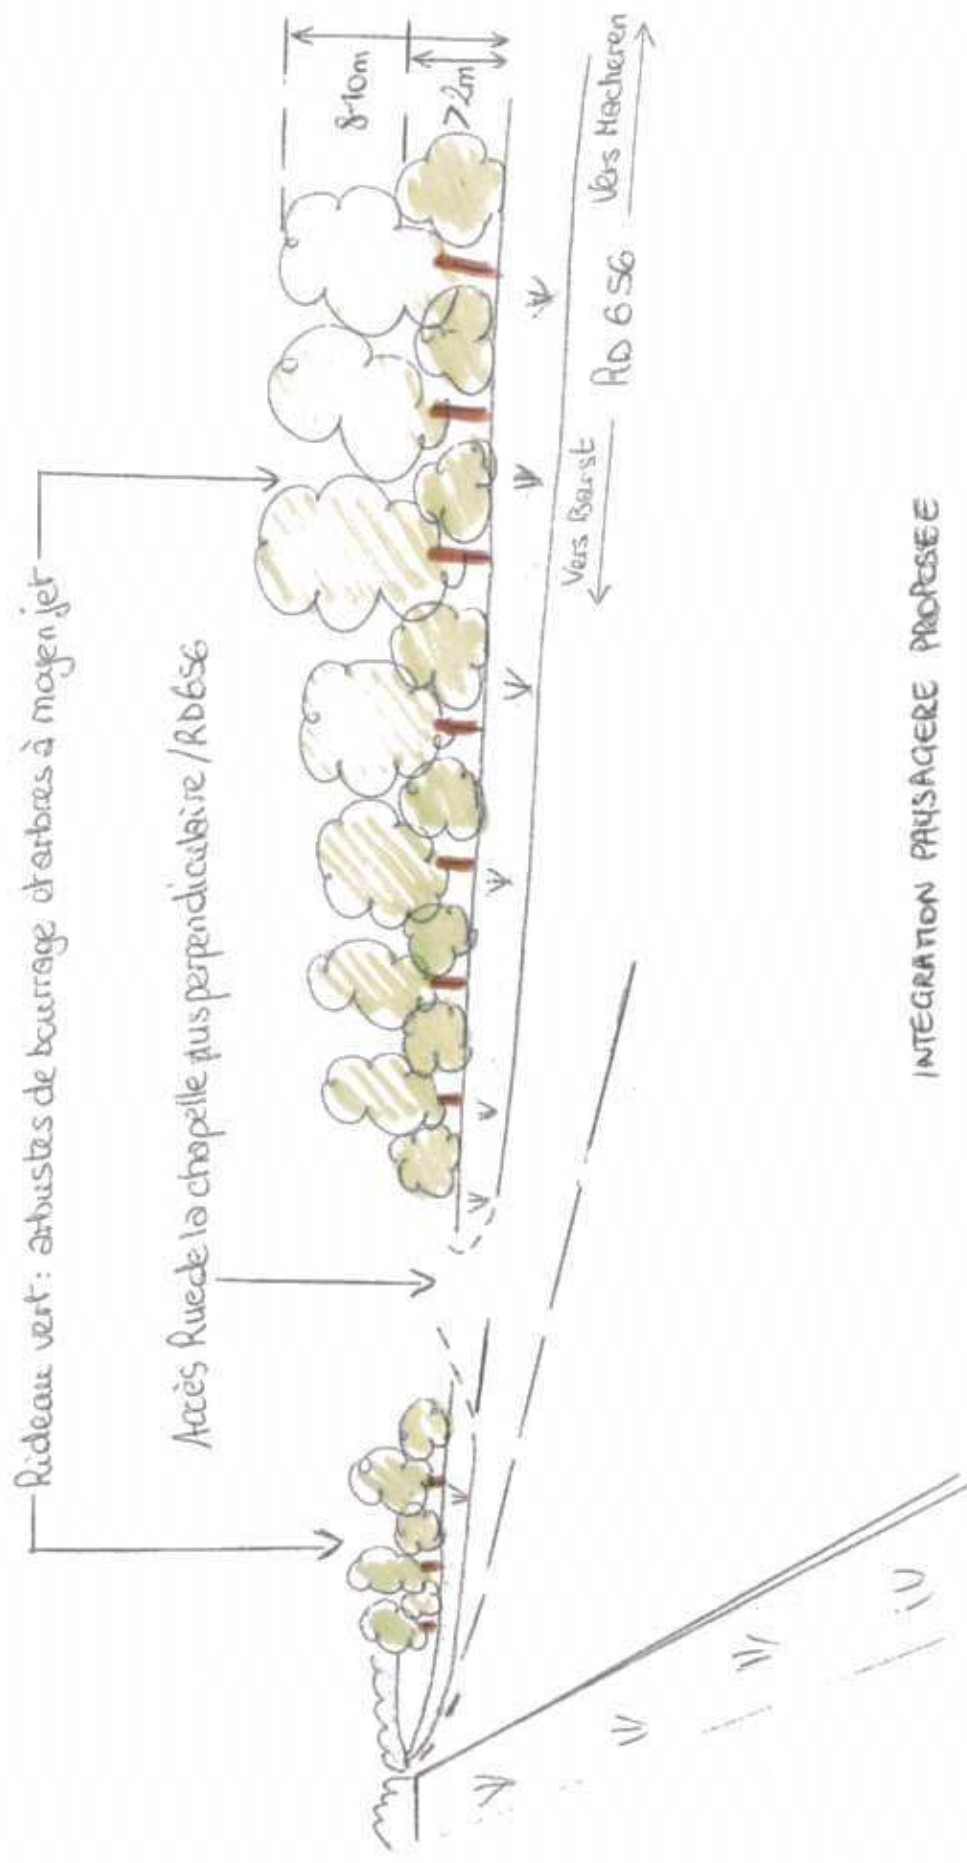 Rideau vert : arbustes de bourrage et arbres à moyen jet
Accès Rue de la chapelle plus perpendiculaire / RD656
8-10m
>2m
Vers Barst
RD 656
Vers Macheren
INTEGRATION PAYSAGERE PROPOSEE